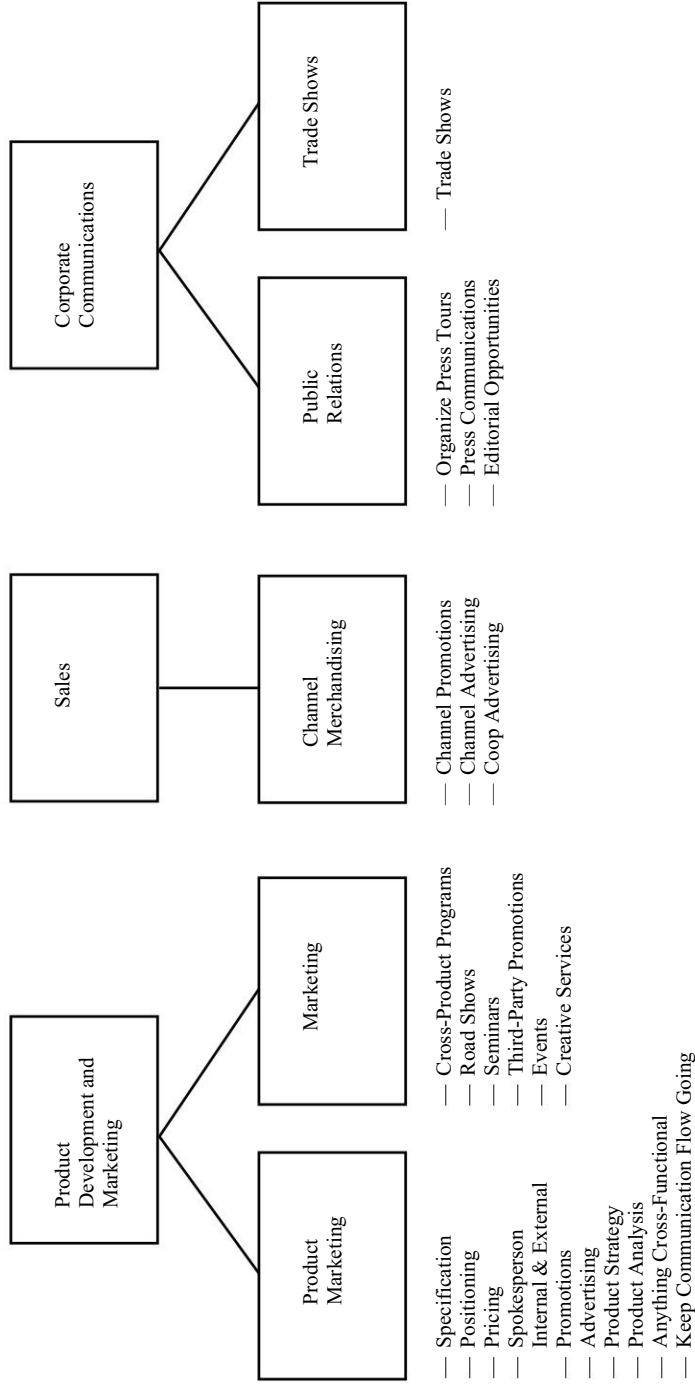 Product
Development and
Marketing
Product
Marketing
— Specification
— Positioning
— Pricing
— Spokesperson
Internal & External
— Promotions
— Advertising
— Product Strategy
— Product Analysis
— Anything Cross-Functional
— Keep Communication Flow Going
Marketing
— Cross-Product Programs
— Road Shows
— Seminars
— Third-Party Promotions
— Events
— Creative Services
Sales
Channel
Merchandising
— Channel Promotions
— Channel Advertising
— Coop Advertising
Corporate
Communications
Public
Relations
— Organize Press Tours
— Press Communications
— Editorial Opportunities
Trade Shows
— Trade Shows